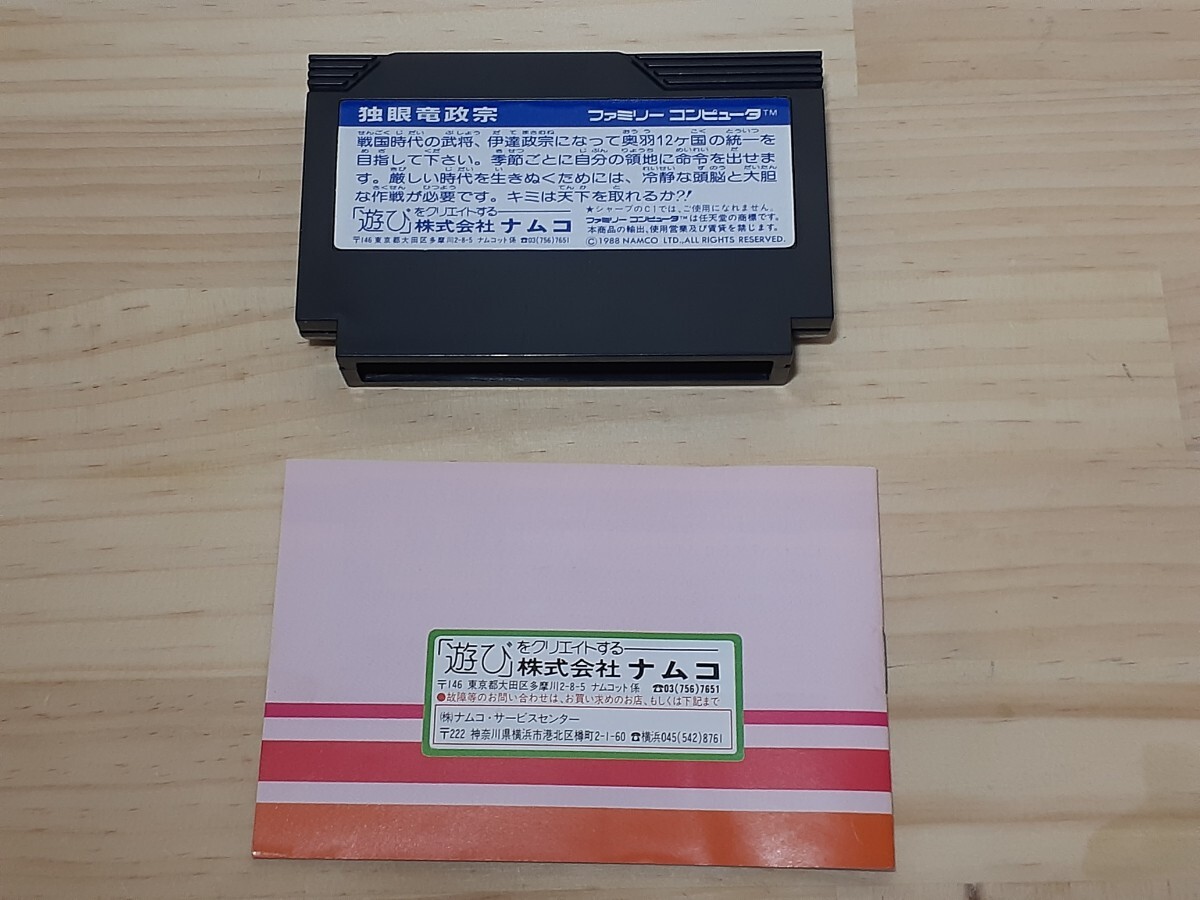 独眼竜政宗 ファミリー コンピュータ™
せんごく じだい ぶしょう だて まさむね おうう こく とういつ
戦国時代の武将、伊達政宗になって奥羽12ヶ国の統一を
めざ くだ きせつ じぶん りょうち めいれい だ
目指して下さい。季節ごとに自分の領地に命令を出せま
きび じだい い れいせい ずのう だいたん
す。厳しい時代を生きぬくためには、冷静な頭脳と大胆
さくせん ひつよう てんか と
な作戦が必要です。キミは天下を取れるか?!
「遊び」をクリエイトする
株式会社 ナムコ
〒146 東京都大田区多摩川2-8-5 ナムコット係 ☎03(756)7651
★シャープのC1では、ご使用になれません。
ファミリー コンピュータ™は任天堂の商標です。
本商品の輸出、使用営業及び賃貸を禁じます。
©1988 NAMCO LTD., ALL RIGHTS RESERVED.
「遊び」をクリエイトする
株式会社 ナムコ
〒146 東京都大田区多摩川2-8-5 ナムコット係 ☎03(756)7651
●故障等のお問い合わせは、お買い求めのお店、もしくは下記まで
㈱ナムコ・サービスセンター
〒222 神奈川県横浜市港北区樽町2-1-60 ☎横浜045(542)8761